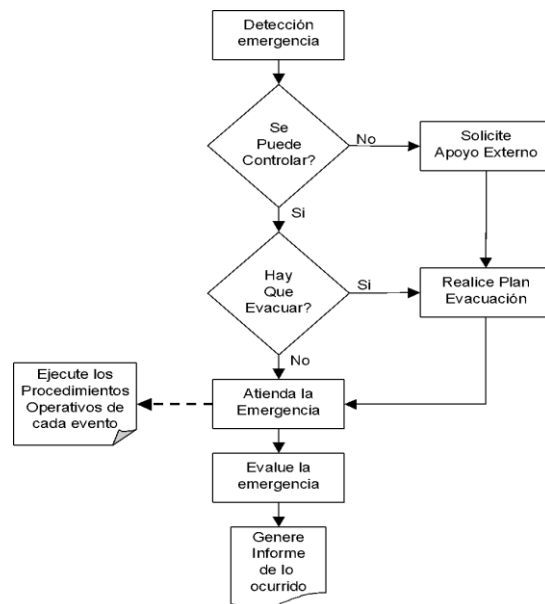 Detección
emergencia
Se
Puede
Controlar?
No
Solicite
Apoyo Externo
Si
Hay
Que
Evacuar?
Si
Realice Plan
Evacuación
No
Ejecute los
Procedimientos
Operativos de
cada evento
Atienda la
Emergencia
Evalue la
emergencia
Genere
Informe
de lo
ocurrido